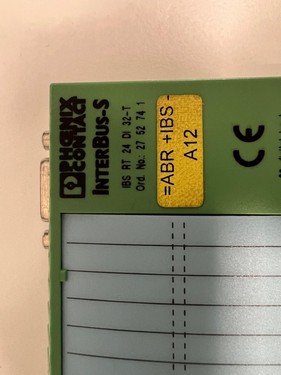 PHOENIX
CONTACT
INTERBUS-S
IBS RT 24 DI 32-T
Ord. No.: 27 52 74 1
=ABR +IBS -
A12
CE